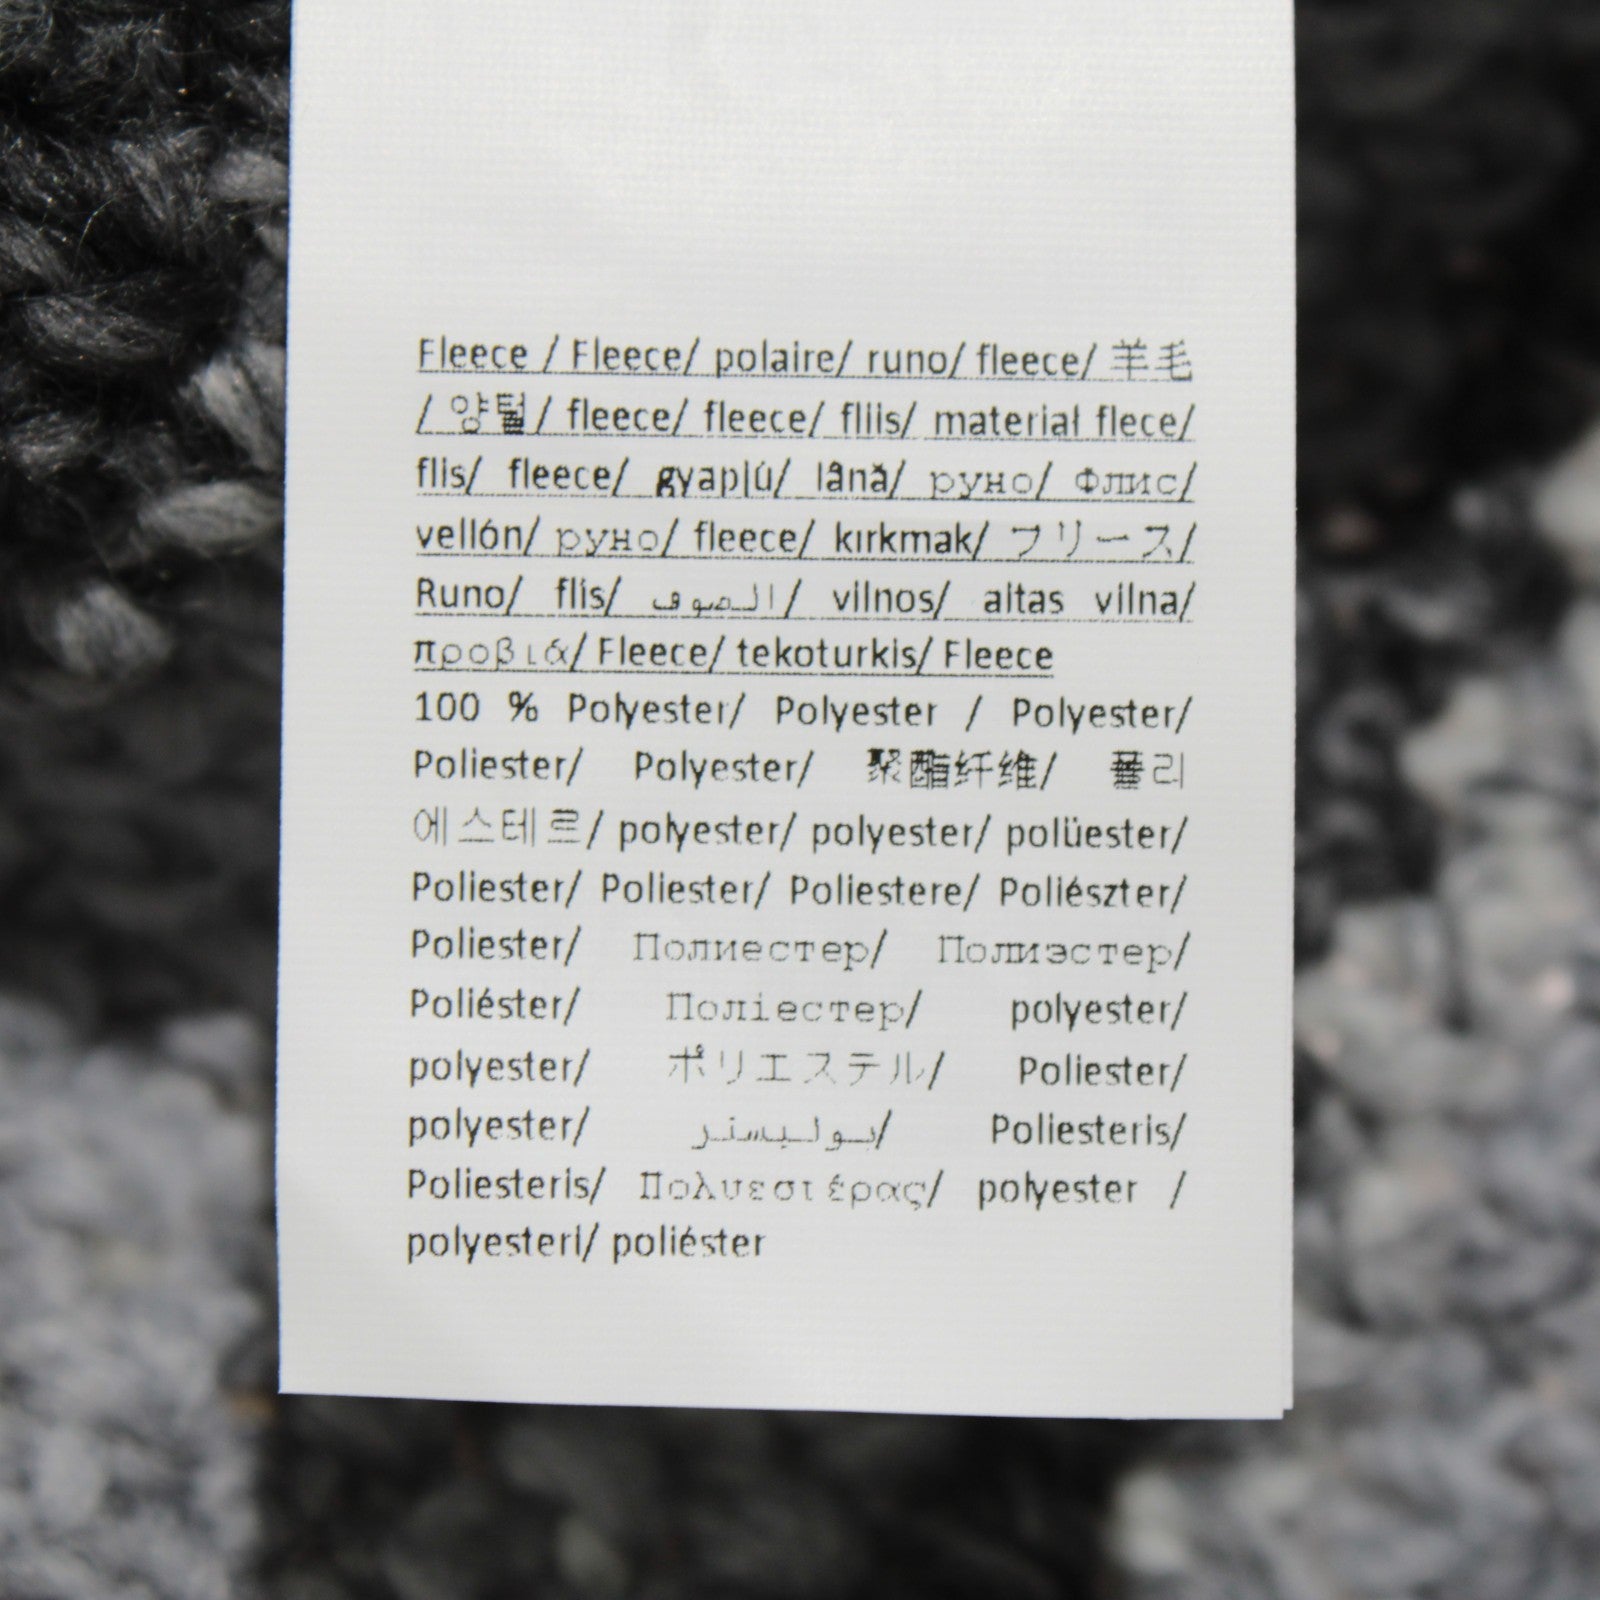 Fleece / Fleece/ polaire/ runo/ fleece/ 羊毛
/ 양털/ fleece/ fleece/ fliis/ materiał flece/
flis/ fleece/ gyapjú/ lână/ руно/ Флис/
vellón/ руно/ fleece/ kırkmak/ フリース/
Runo/ flis/ الصوف/ vilnos/ aitas vilna/
προβιά/ Fleece/ tekoturkis/ Fleece
100 % Polyester/ Polyester / Polyester/
Poliester/ Polyester/ 聚酯纤维/ 폴리
에스테르/ polyester/ polyester/ polüester/
Poliester/ Poliester/ Poliestere/ Poliészter/
Poliester/ Полиестер/ Полиэстер/
Poliéster/ Поліестер/ polyester/
polyester/ ポリエステル/ Poliester/
polyester/ بوليستر/ Poliesteris/
Poliesteris/ Πολυεστέρας/ polyester /
polyesteri/ poliéster